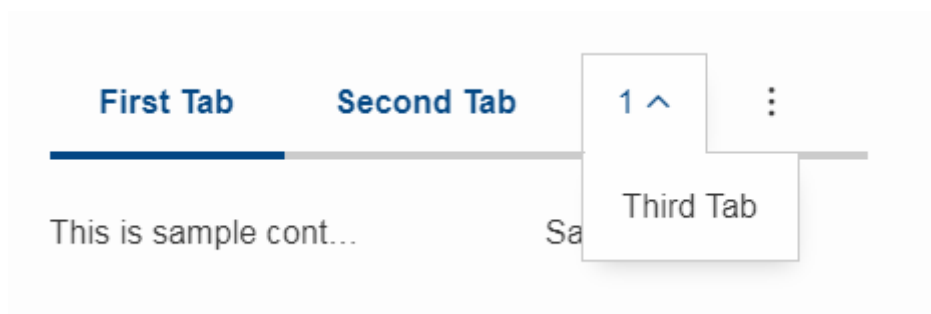 First Tab Second Tab 1
Third Tab
This is sample cont... Sa